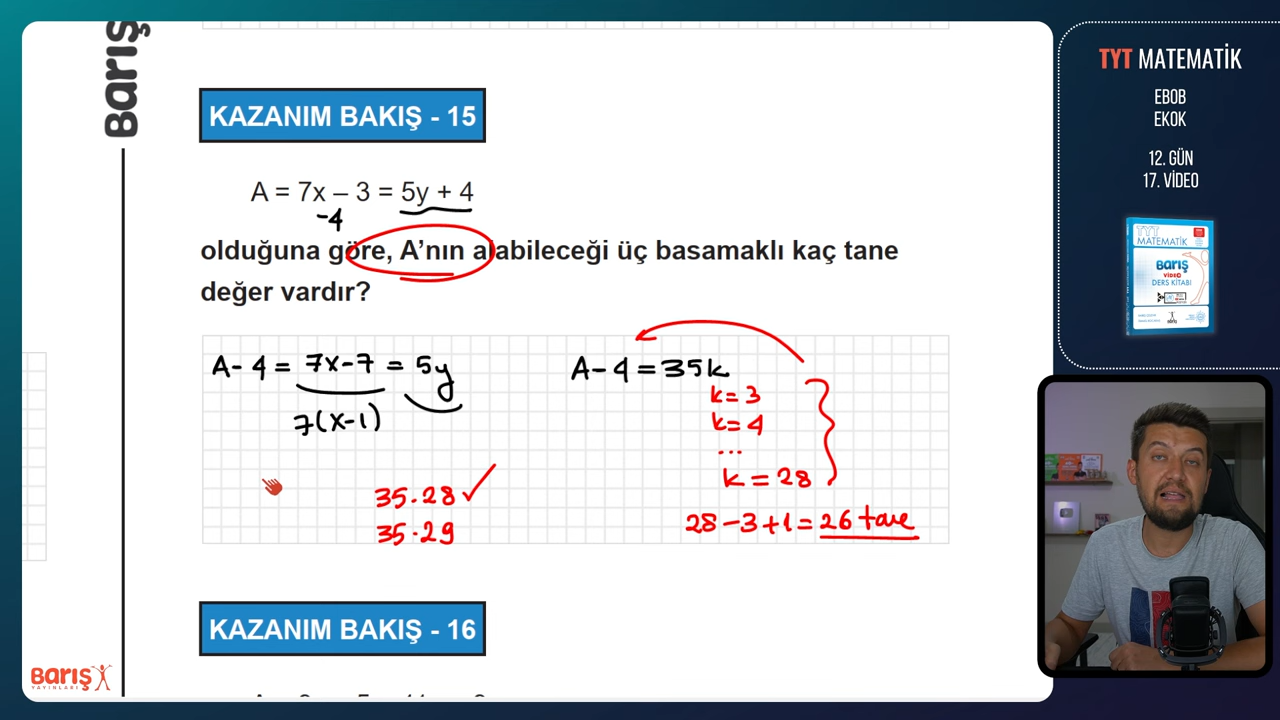 Barış
TYT MATEMATİK
EBOB
EKOK
12. GÜN
17. VİDEO
TYT
MATEMATİK
BARIŞ
VİDEO
DERS KİTABI
KAZANIM BAKIŞ - 15
A = 7x – 3 = 5y + 4
-4
olduğuna göre, A'nın alabileceği üç basamaklı kaç tane
değer vardır?
A-4 = 7x-7 = 5y
7(x-1)
35.28 ✓
35.29
A-4=35k
k=3
k=4
...
k=28
28-3+1=26 tane
KAZANIM BAKIŞ - 16
BARIŞ
YAYINLARI